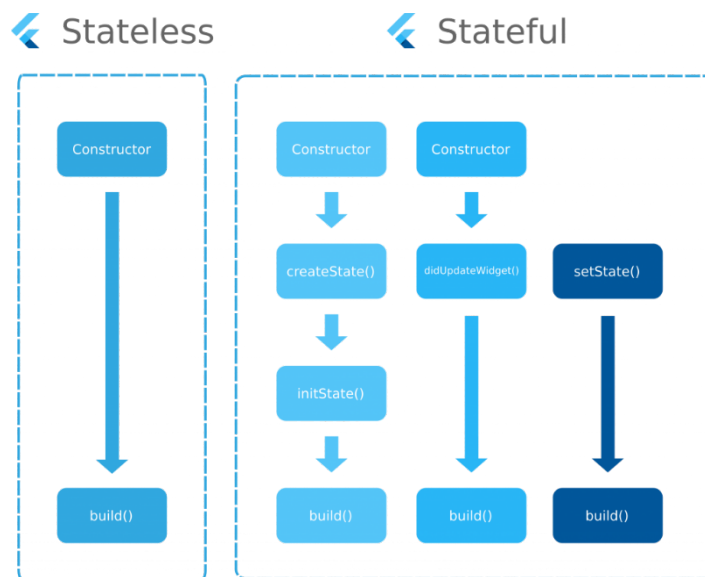 Stateless
Constructor
build()
Stateful
Constructor
createState()
initState()
build()
Constructor
didUpdateWidget()
build()
setState()
build()